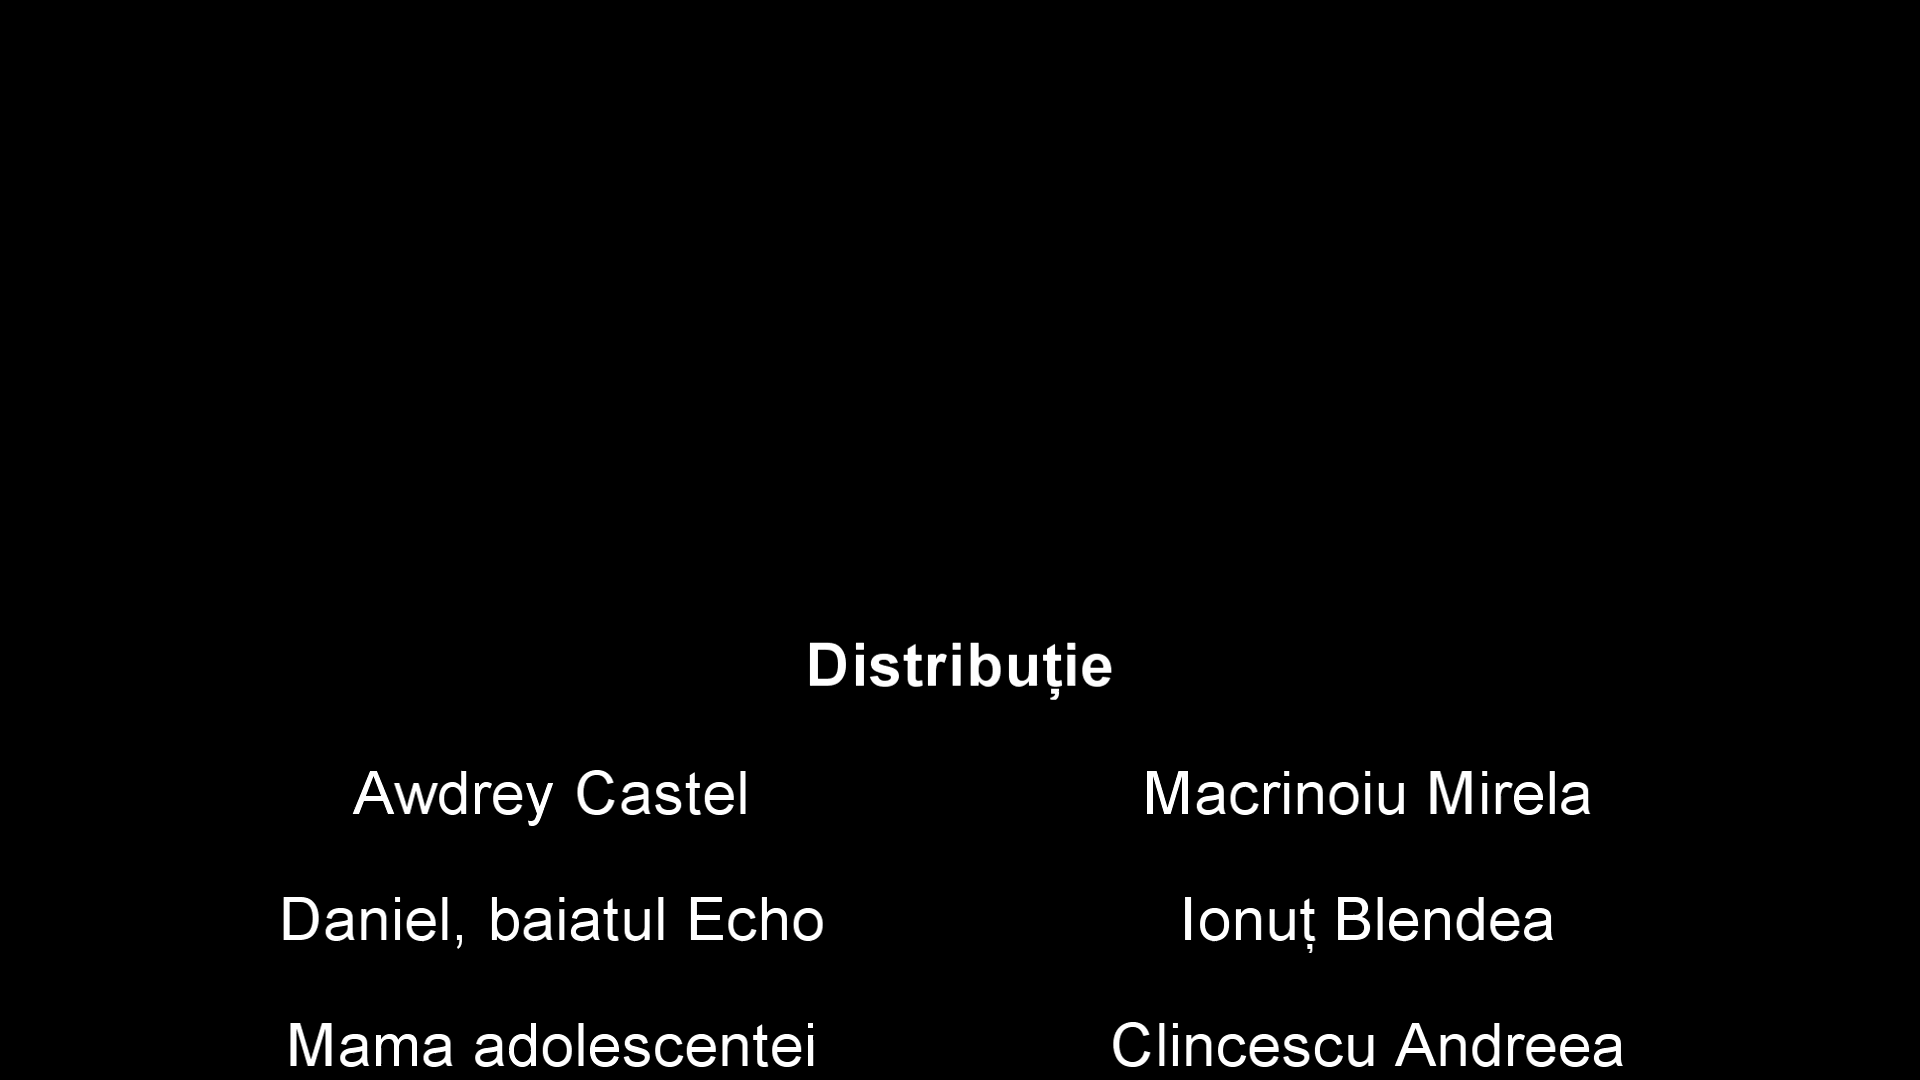 Distribuție
Awdrey Castel Macrinoiu Mirela
Daniel, baiatul Echo Ionuț Blendea
Mama adolescentei Clincescu Andreea